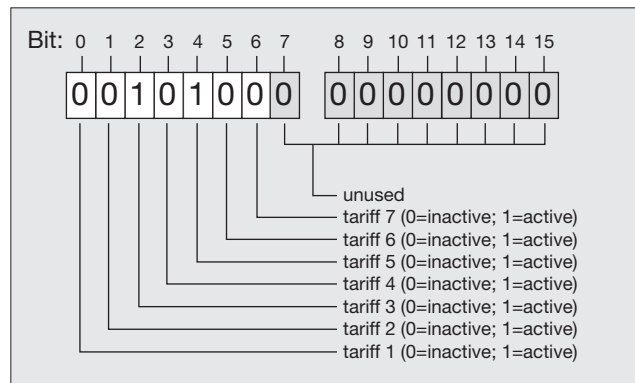 Bit: 0 1 2 3 4 5 6 7 8 9 10 11 12 13 14 15
0 0 1 0 1 0 0 0 0 0 0 0 0 0 0 0
unused
tariff 7 (0=inactive; 1=active)
tariff 6 (0=inactive; 1=active)
tariff 5 (0=inactive; 1=active)
tariff 4 (0=inactive; 1=active)
tariff 3 (0=inactive; 1=active)
tariff 2 (0=inactive; 1=active)
tariff 1 (0=inactive; 1=active)